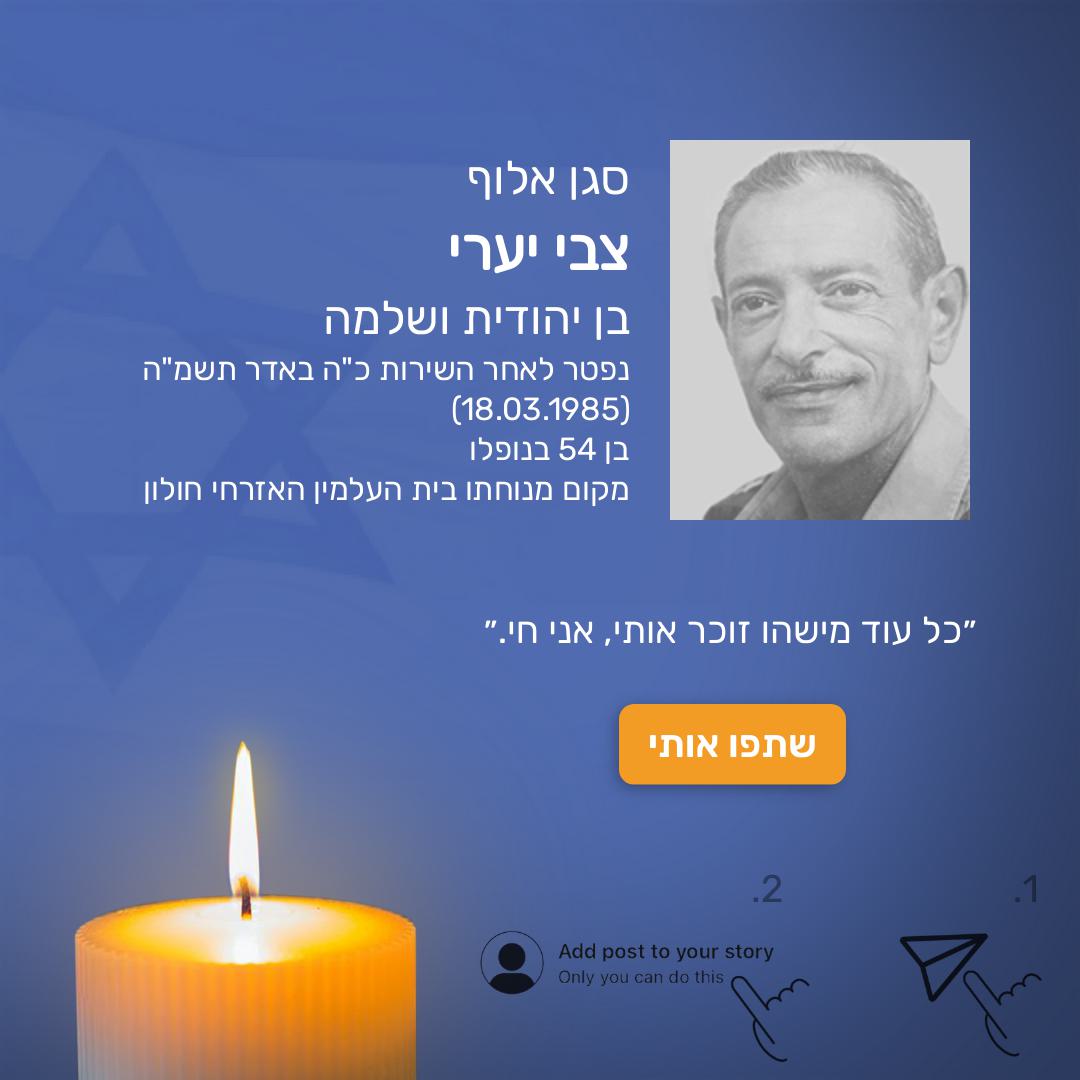 סגן אלוף
צבי יערי
בן יהודית ושלמה
נפטר לאחר השירות כ"ה באדר תשמ"ה
(18.03.1985)
בן 54 בנופלו
מקום מנוחתו בית העלמין האזרחי חולון
״כל עוד מישהו זוכר אותי, אני חי.״
שתפו אותי
1.
2.
Add post to your story
Only you can do this